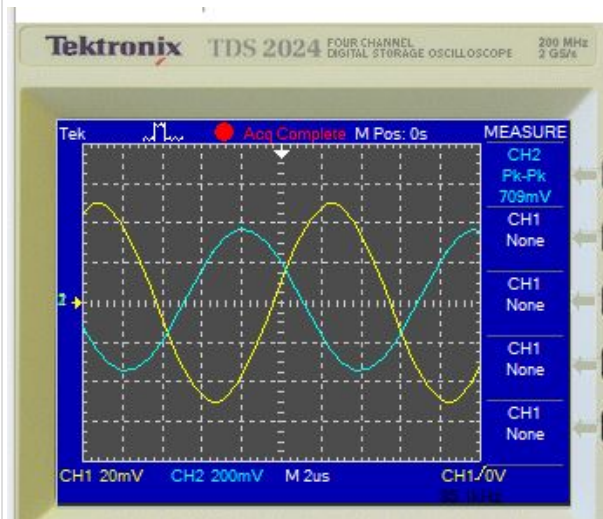 Tektronix TDS 2024 FOUR CHANNEL DIGITAL STORAGE OSCILLOSCOPE 200 MHz 2 GS/s
Tek Acq Complete M Pos: 0s MEASURE
CH2
Pk-Pk
709mV
CH1
None
CH1
None
CH1
None
CH1
None
CH1 20mV CH2 200mV M 2us CH1 / 0V